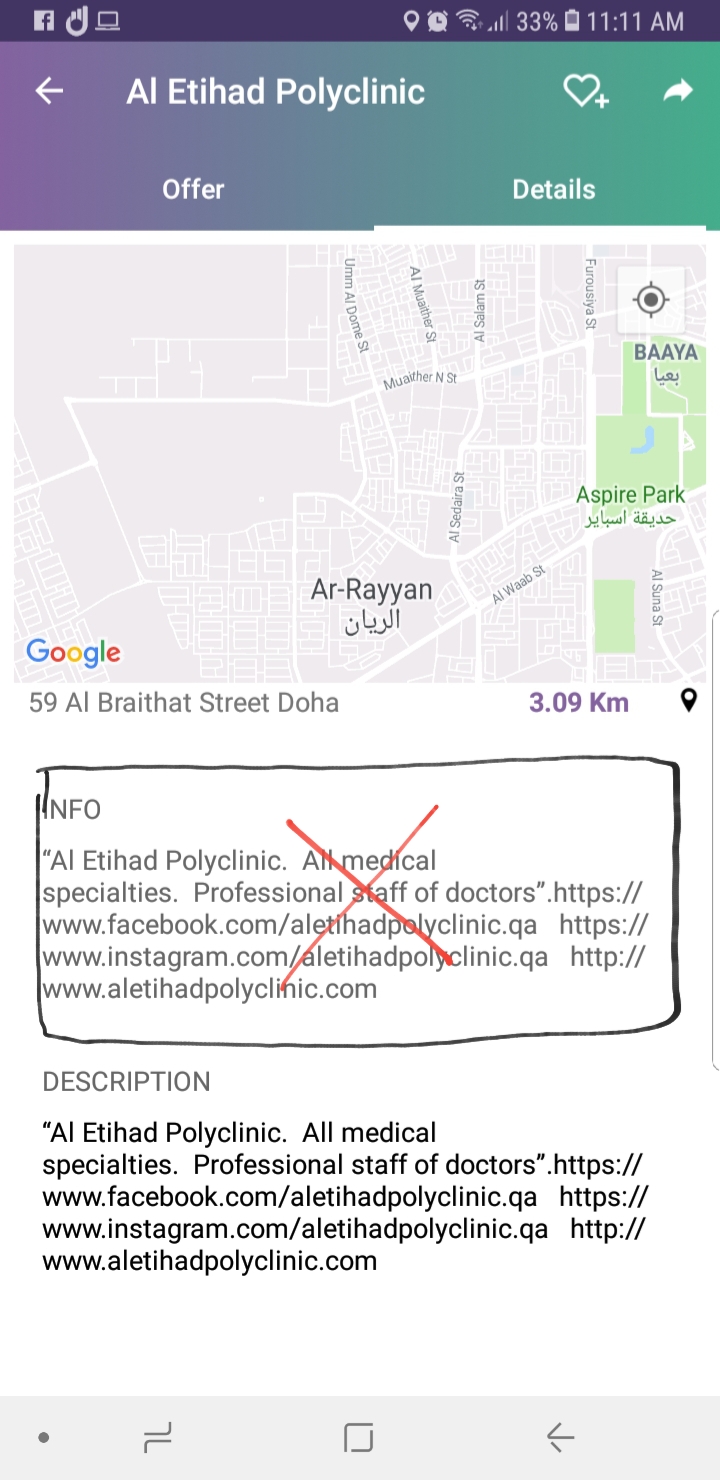 33% 11:11 AM
Al Etihad Polyclinic
Offer Details
Umm Al Dome St
Al Muaither St
Al Salam St
Furousiya St
BAAYA
بعيا
Muaither N St
Aspire Park
حديقة اسباير
Al Sedaira St
Al Waab St
Al Suna St
Ar-Rayyan
الريان
Google
59 Al Braithat Street Doha 3.09 Km
INFO
“Al Etihad Polyclinic. All medical
specialties. Professional staff of doctors”.https://
www.facebook.com/aletihadpolyclinic.qa https://
www.instagram.com/aletihadpolyclinic.qa http://
www.aletihadpolyclinic.com
DESCRIPTION
“Al Etihad Polyclinic. All medical
specialties. Professional staff of doctors”.https://
www.facebook.com/aletihadpolyclinic.qa https://
www.instagram.com/aletihadpolyclinic.qa http://
www.aletihadpolyclinic.com